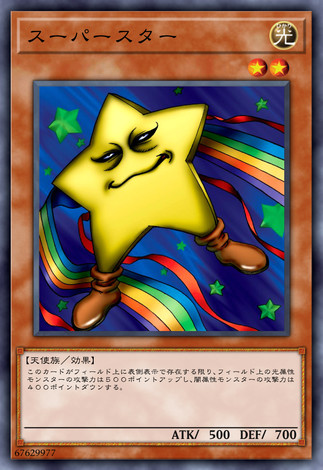 スーパースター
光
【天使族／効果】
このカードがフィールド上に表側表示で存在する限り、フィールド上の光属性
モンスターの攻撃力は５００ポイントアップし、闇属性モンスターの攻撃力は
４００ポイントダウンする。
ATK/ 500 DEF/ 700
67629977